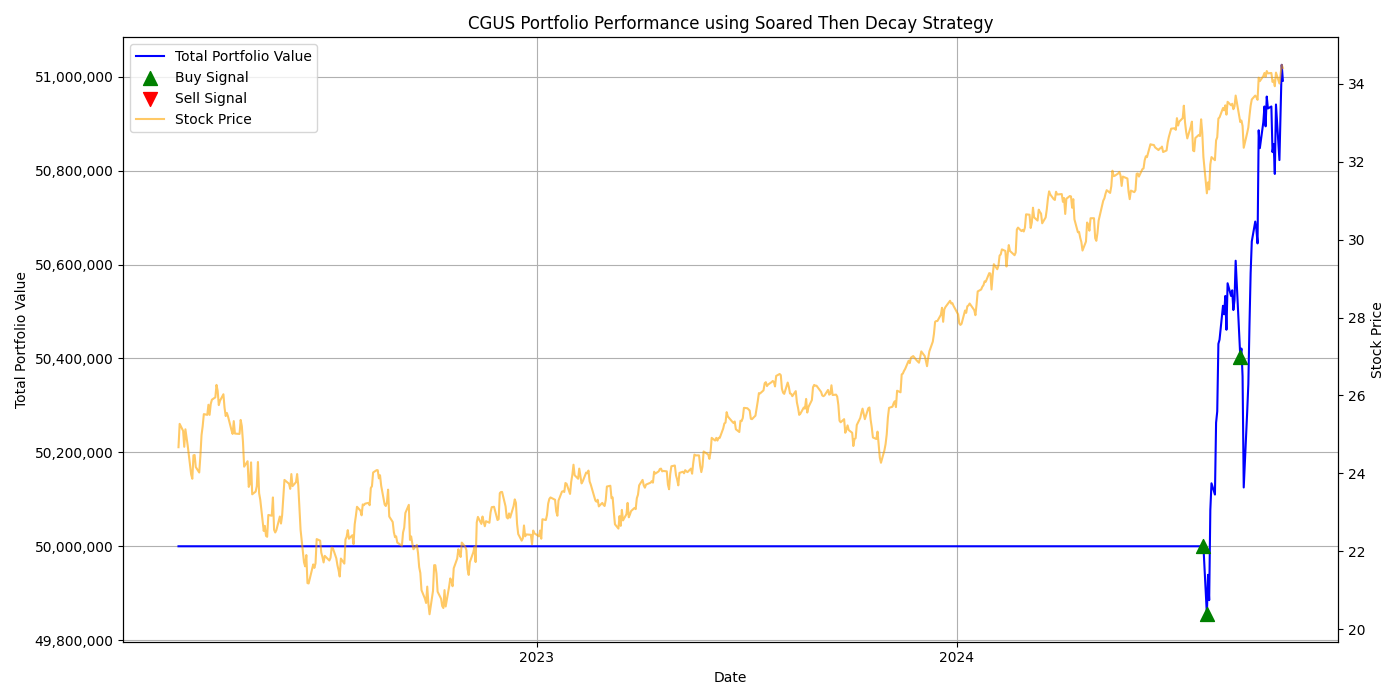 CGUS Portfolio Performance using Soared Then Decay Strategy
Total Portfolio Value
Buy Signal
Sell Signal
Stock Price
51,000,000
50,800,000
50,600,000
50,400,000
50,200,000
50,000,000
49,800,000
Total Portfolio Value
34
32
30
28
26
24
22
20
Stock Price
2023
2024
Date